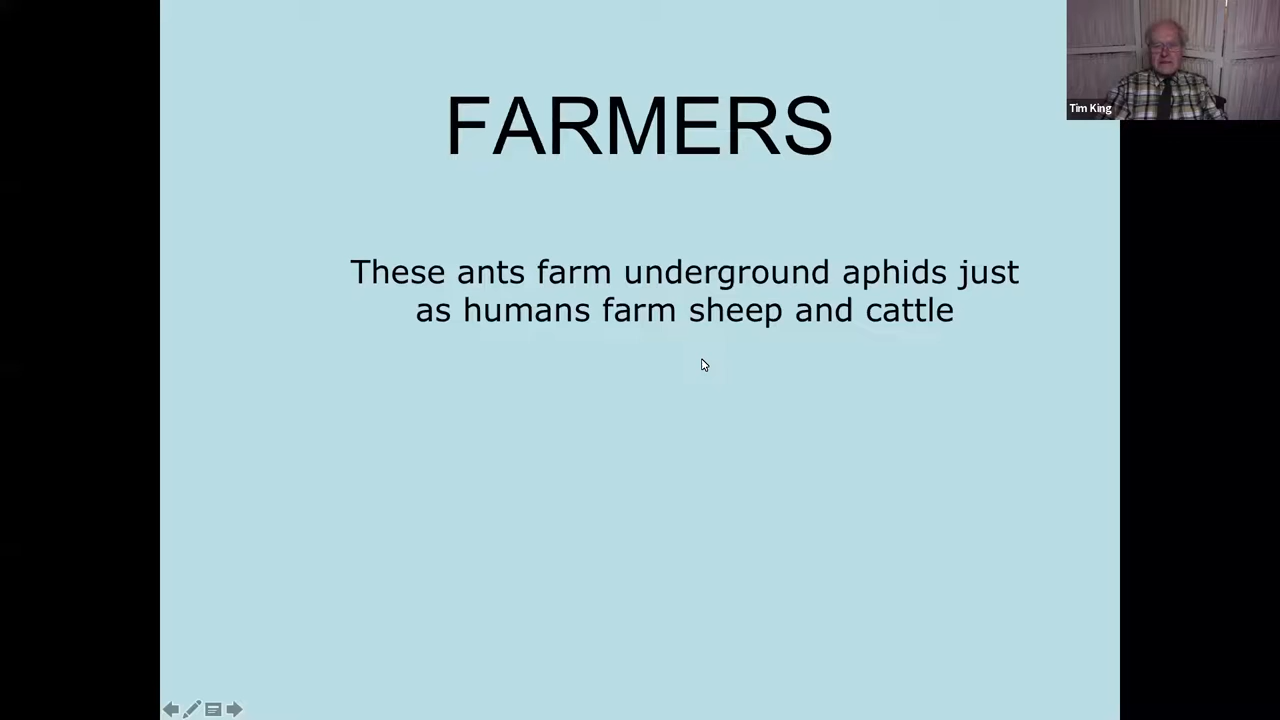 FARMERS
Tim King
These ants farm underground aphids just
as humans farm sheep and cattle